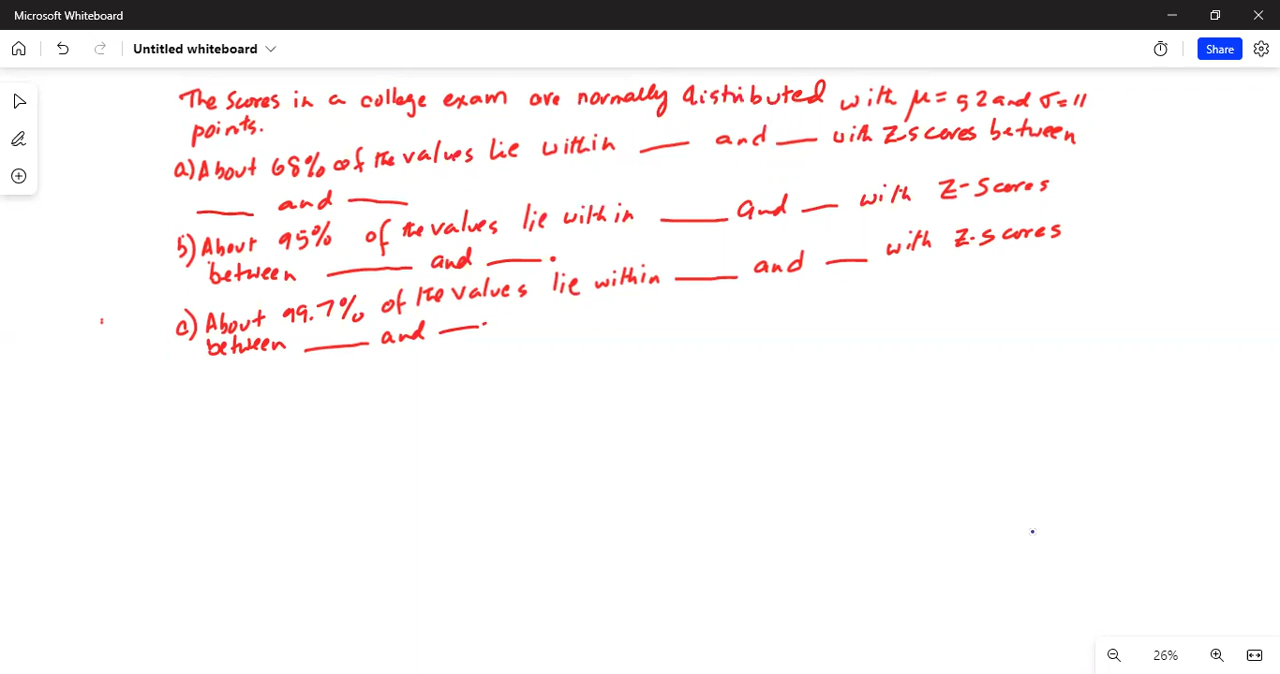 Microsoft Whiteboard
Untitled whiteboard
Share
The scores in a college exam are normally distributed with μ = 52 and σ = 11
points.
a) About 68% of the values lie within ___ and ___ with z-scores between
___ and ___
b) About 95% of the values lie within ___ and ___ with z-scores
between ___ and ___.
c) About 99.7% of the values lie within ___ and ___ with z-scores
between ___ and ___.
26%